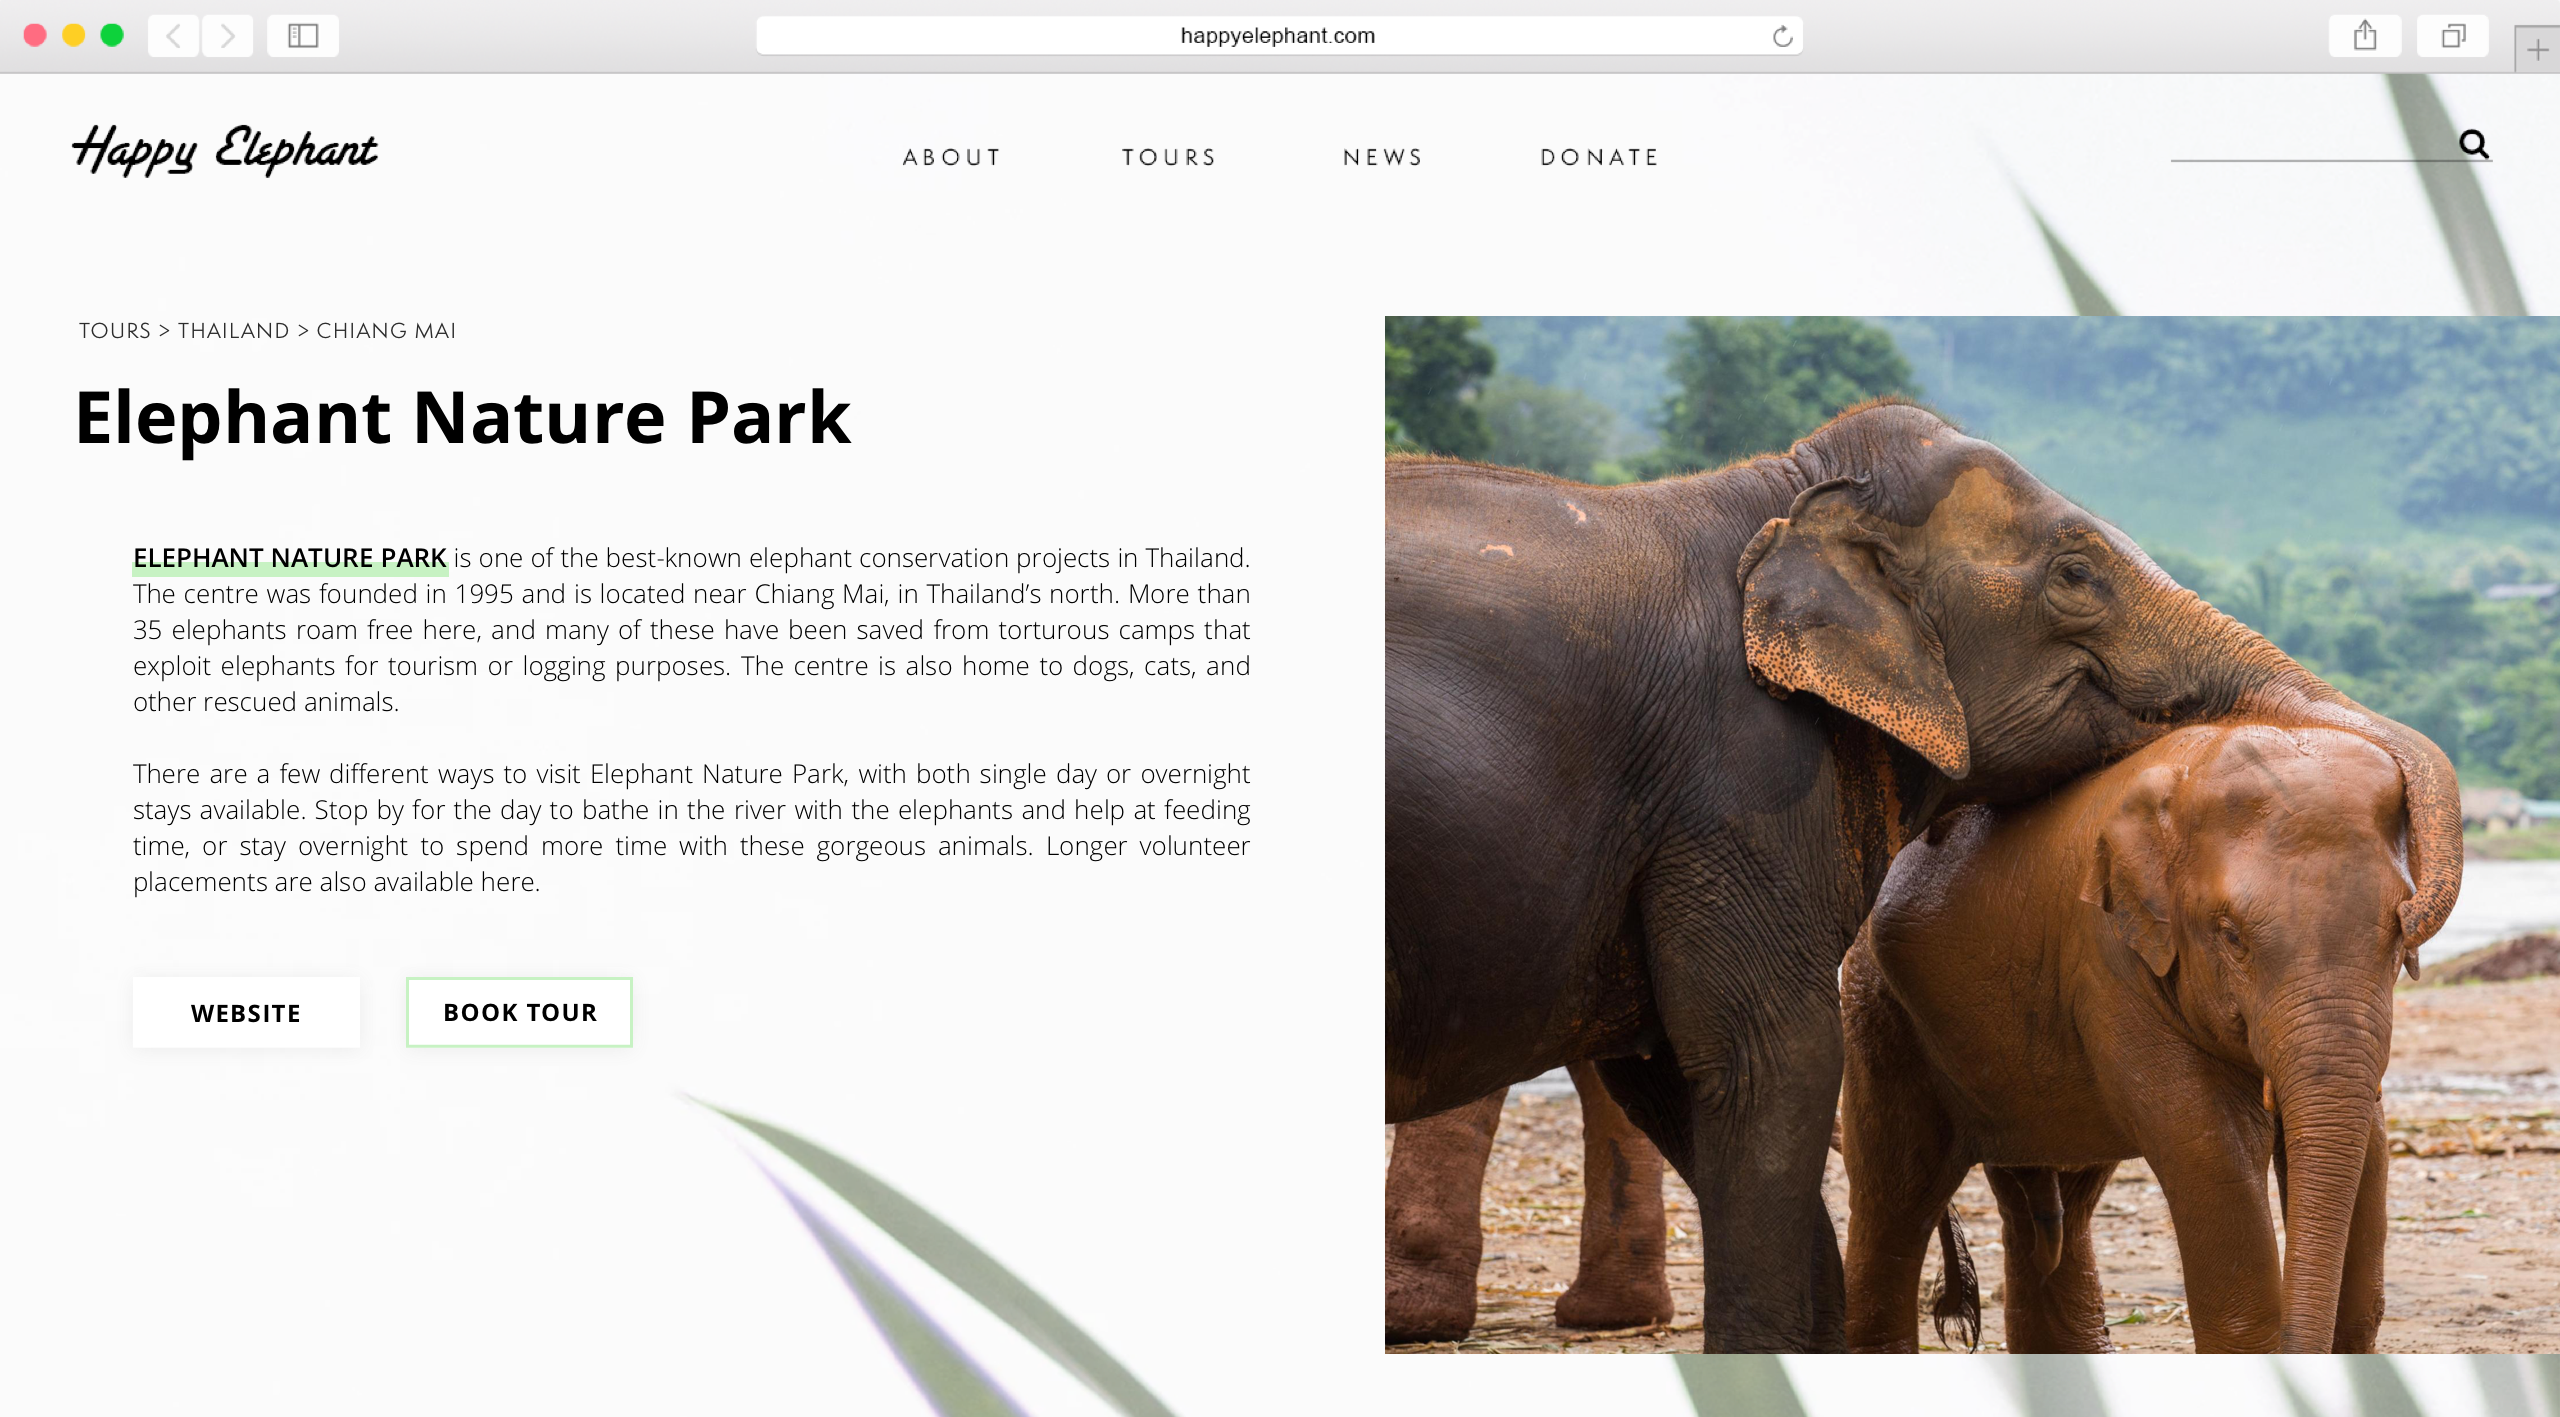 happyelephant.com
Happy Elephant
ABOUT
TOURS
NEWS
DONATE
TOURS > THAILAND > CHIANG MAI
Elephant Nature Park
ELEPHANT NATURE PARK is one of the best-known elephant conservation projects in Thailand.
The centre was founded in 1995 and is located near Chiang Mai, in Thailand’s north. More than
35 elephants roam free here, and many of these have been saved from torturous camps that
exploit elephants for tourism or logging purposes. The centre is also home to dogs, cats, and
other rescued animals.
There are a few different ways to visit Elephant Nature Park, with both single day or overnight
stays available. Stop by for the day to bathe in the river with the elephants and help at feeding
time, or stay overnight to spend more time with these gorgeous animals. Longer volunteer
placements are also available here.
WEBSITE
BOOK TOUR